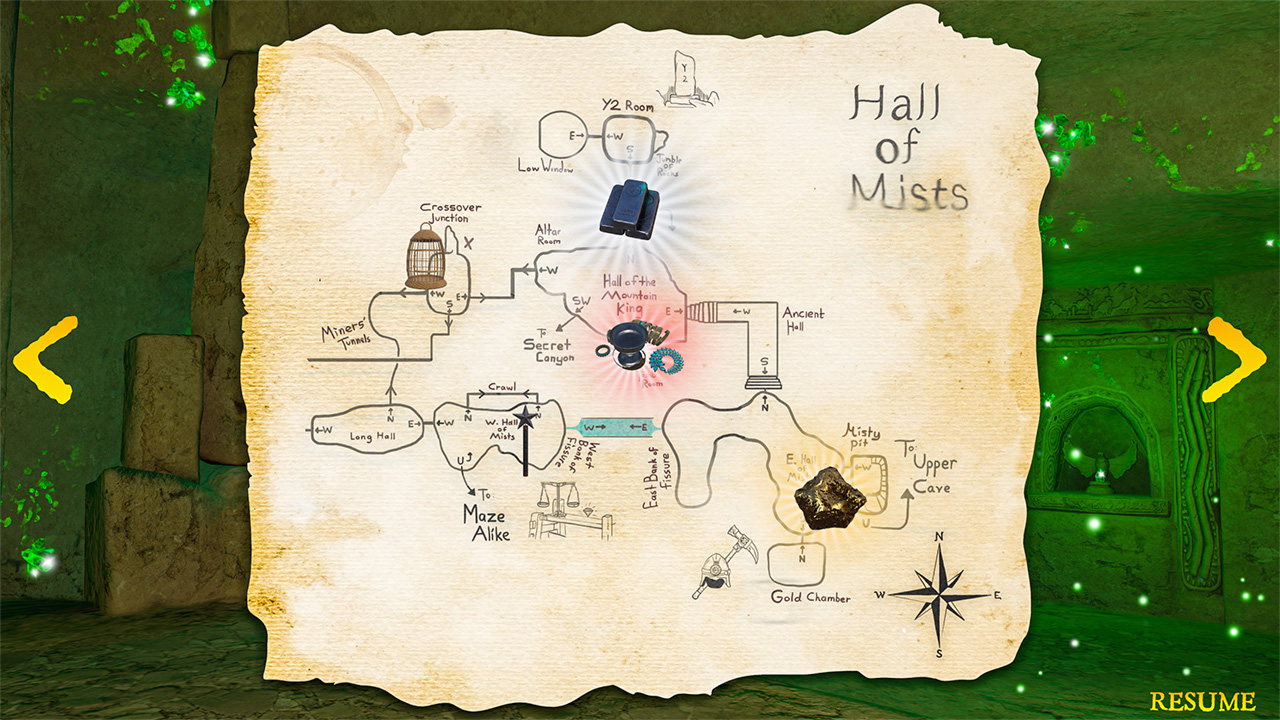 Hall
of
Mists
Y
2
Y2 Room
E
W
S
Low Window
Jumble
of
Rocks
Crossover
Junction
X
W
E
S
Altar
Room
W
N
Hall of the
Mountain
King
SW
E
W
Ancient
Hall
S
Miners'
Tunnels
To
Secret
Canyon
Room
Crawl
N
N
N
W
Long Hall
E
W
W. Hall
of
Mists
U
W
E
West
Bank of
Fissure
East Bank of
Fissure
N
Misty
Pit
E. Hall
of
W
U
To:
Upper
Cave
To:
Maze
Alike
N
Gold Chamber
N
W
E
S
RESUME